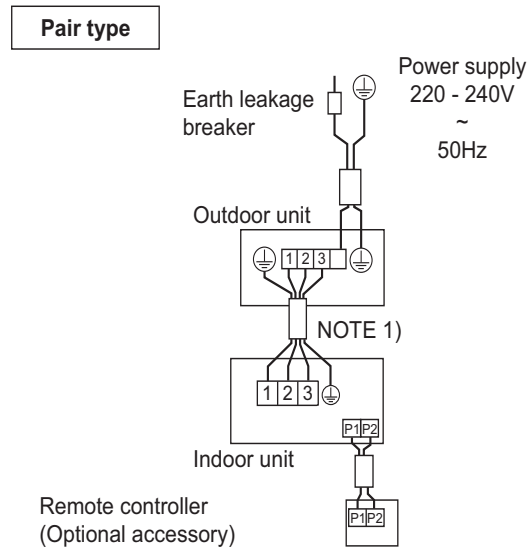 Pair type
Power supply
220 - 240V
~
50Hz
Earth leakage
breaker
Outdoor unit
1 2 3
NOTE 1)
1 2 3
P1 P2
Indoor unit
Remote controller
(Optional accessory)
P1 P2